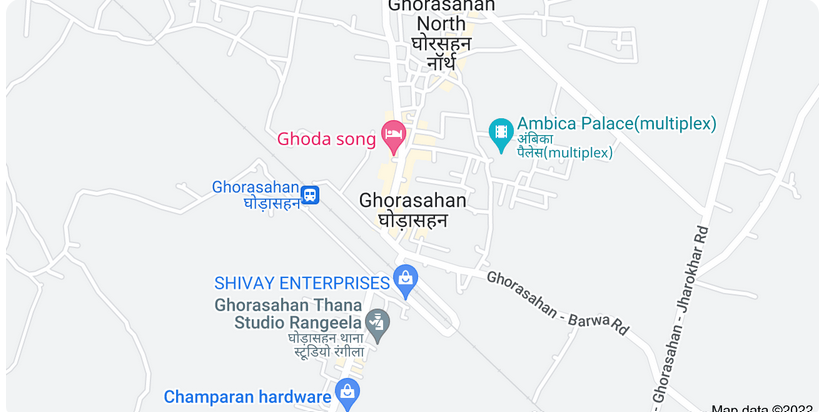 Ghorasahan
North
घोरसहन
नॉर्थ
Ambica Palace(multiplex)
अंबिका
पैलेस(multiplex)
Ghoda song
Ghorasahan
घोड़ासहन
Ghorasahan
घोड़ासहन
SHIVAY ENTERPRISES
Ghorasahan - Barwa Rd
Ghorasahan - Jharokhar Rd
Ghorasahan Thana
Studio Rangeela
घोड़ासहन थाना
स्टूडियो रंगीला
Champaran hardware
Map data ©2022